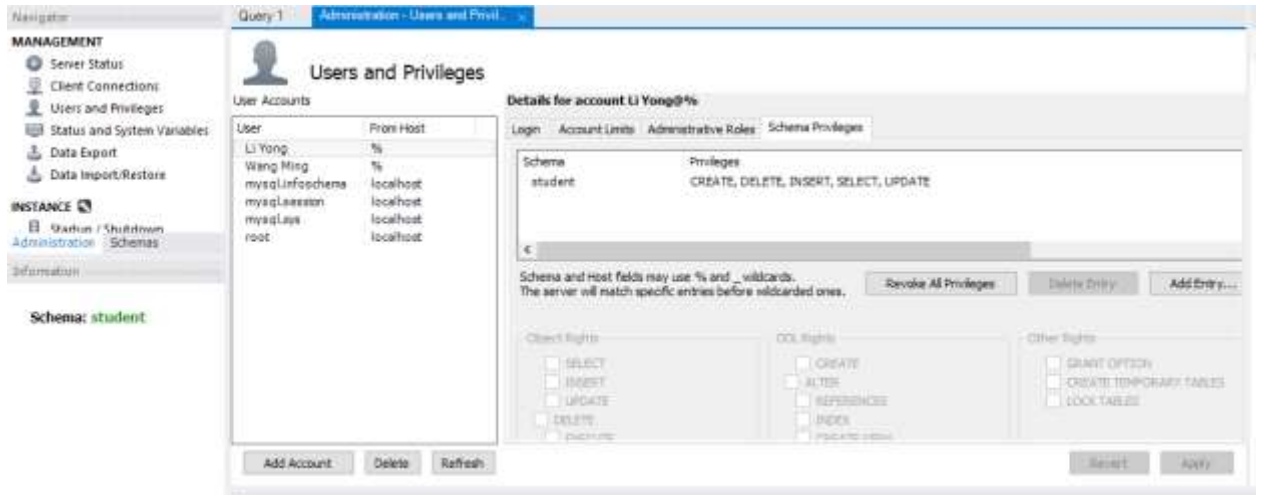 Navigator
MANAGEMENT
Server Status
Client Connections
Users and Privileges
Status and System Variables
Data Export
Data Import/Restore
INSTANCE
Startup / Shutdown
Administration Schemas
Information
Schema: student
Query 1
Administration - Users and Privil...
Users and Privileges
User Accounts
User From Host
Li Yong %
Wang Ming %
mysql.infoschema localhost
mysql.session localhost
mysql.sys localhost
root localhost
Add Account Delete Refresh
Details for account Li Yong@%
Login Account Limits Administrative Roles Schema Privileges
Schema Privileges
student CREATE, DELETE, INSERT, SELECT, UPDATE
Schema and Host fields may use % and _ wildcards.
The server will match specific entries before wildcarded ones.
Revoke All Privileges Delete Entry Add Entry...
Object Rights
SELECT
INSERT
UPDATE
DELETE
EXECUTE
DDL Rights
CREATE
ALTER
REFERENCES
INDEX
CREATE VIEW
Other Rights
GRANT OPTION
CREATE TEMPORARY TABLES
LOCK TABLES
Revert Apply